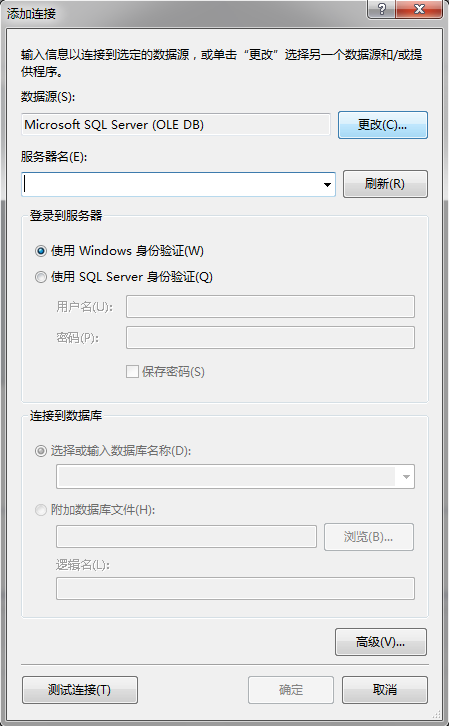 添加连接
输入信息以连接到选定的数据源，或单击“更改”选择另一个数据源和/或提
供程序。
数据源(S):
Microsoft SQL Server (OLE DB)
更改(C)...
服务器名(E):
刷新(R)
登录到服务器
使用 Windows 身份验证(W)
使用 SQL Server 身份验证(Q)
用户名(U):
密码(P):
保存密码(S)
连接到数据库
选择或输入数据库名称(D):
附加数据库文件(H):
浏览(B)...
逻辑名(L):
高级(V)...
测试连接(T)
确定
取消